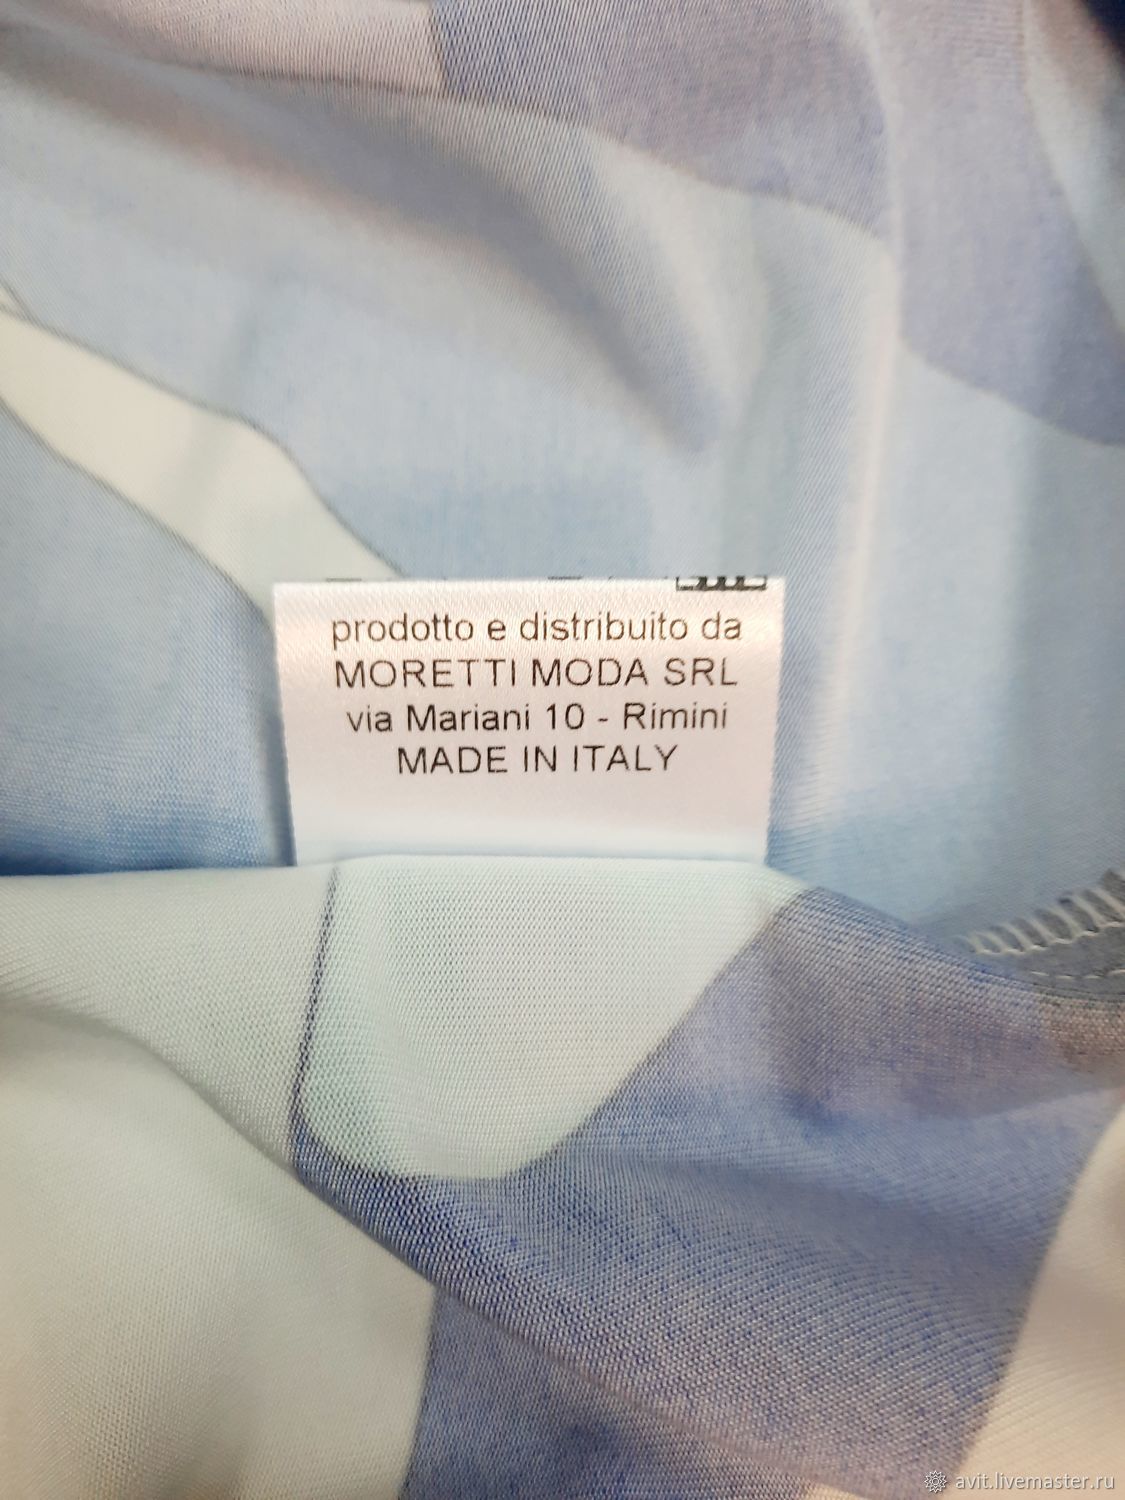 prodotto e distribuito da
MORETTI MODA SRL
via Mariani 10 - Rimini
MADE IN ITALY
avit.livemaster.ru